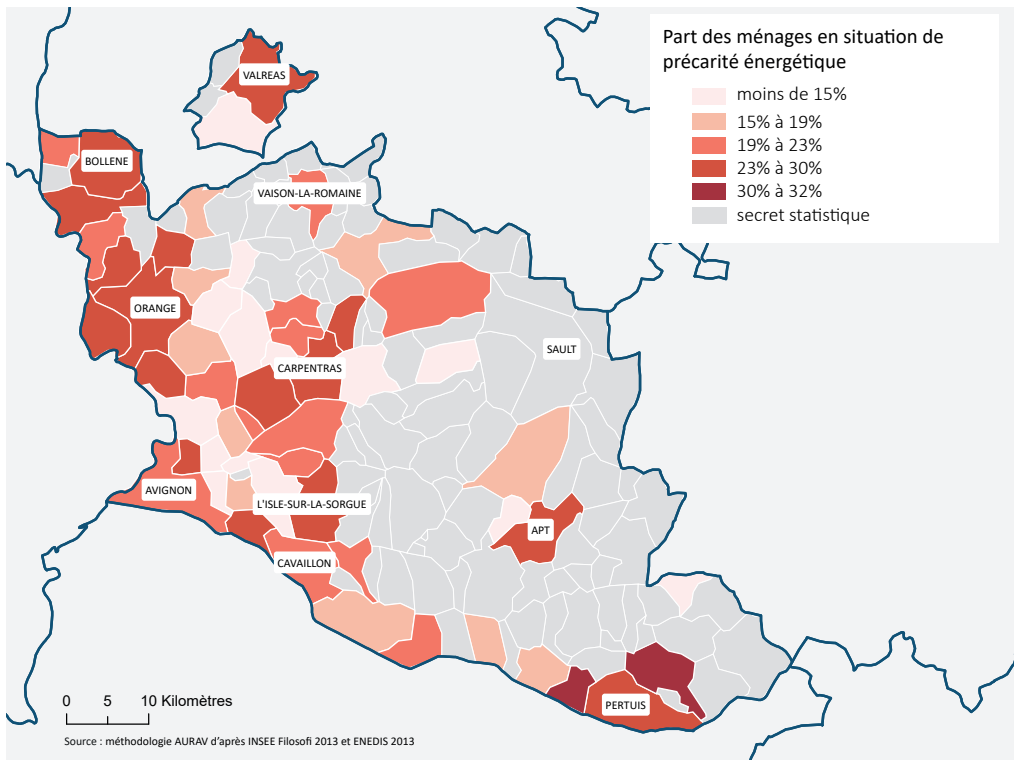 Part des ménages en situation de
précarité énergétique
moins de 15%
15% à 19%
19% à 23%
23% à 30%
30% à 32%
secret statistique
VALREAS
BOLLENE
VAISON-LA-ROMAINE
ORANGE
SAULT
CARPENTRAS
AVIGNON
L'ISLE-SUR-LA-SORGUE
APT
CAVAILLON
PERTUIS
0 5 10 Kilomètres
Source : méthodologie AURAV d'après INSEE Filosofi 2013 et ENEDIS 2013